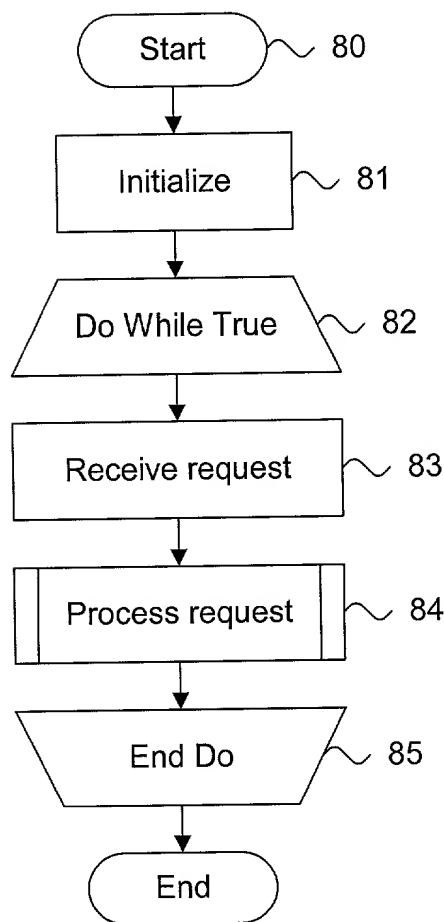 Start 80
Initialize 81
Do While True 82
Receive request 83
Process request 84
End Do 85
End